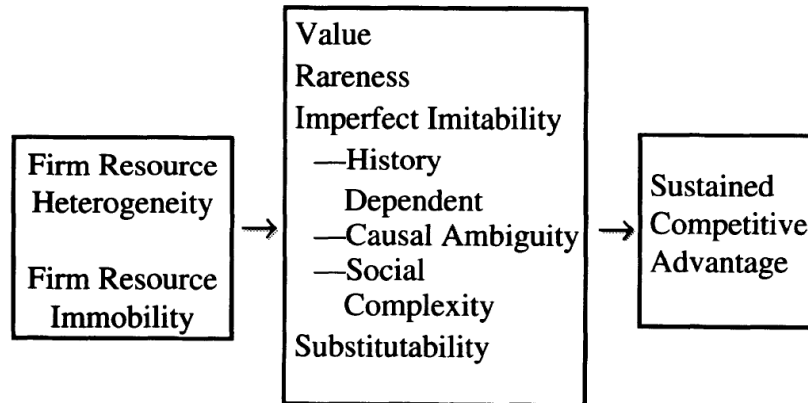 Firm Resource
Heterogeneity
Firm Resource
Immobility
→
Value
Rareness
Imperfect Imitability
—History
Dependent
—Causal Ambiguity
—Social
Complexity
Substitutability
→
Sustained
Competitive
Advantage